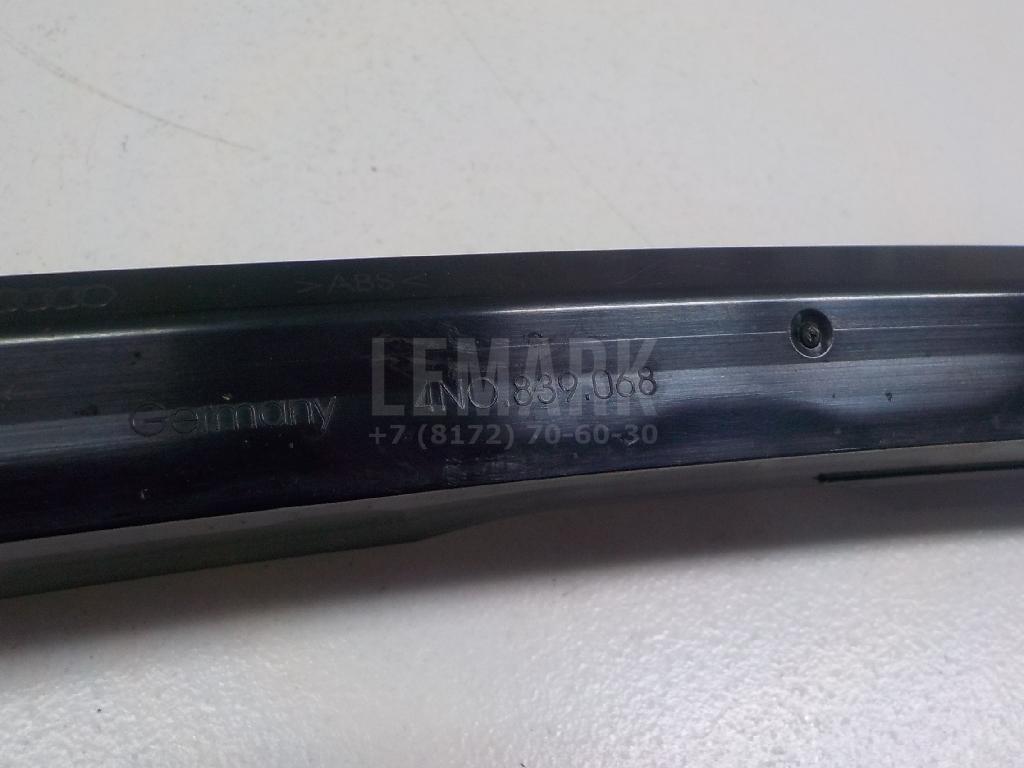 >ABS<
LEMARK
Germany 4N0.839.068
+7 (8172) 70-60-30